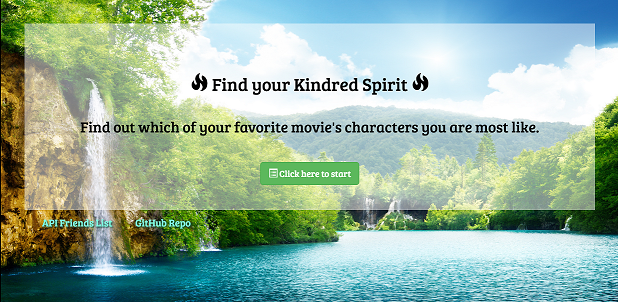 Find your Kindred Spirit
Find out which of your favorite movie's characters you are most like.
Click here to start
API Friends List GitHub Repo